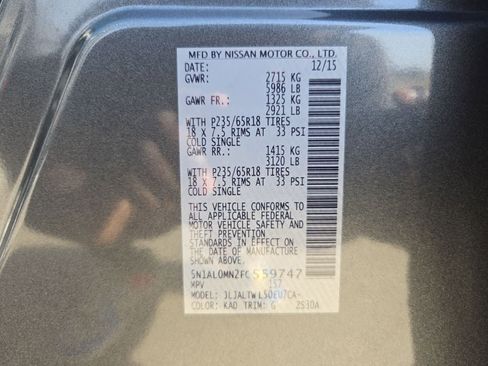 MFD BY NISSAN MOTOR CO., LTD.
DATE: 12/15
GVWR: 2715 KG
5986 LB
GAWR FR.: 1325 KG
2921 LB
WITH P235/65R18 TIRES
18 X 7.5 RIMS AT 33 PSI
COLD SINGLE
GAWR RR.: 1415 KG
3120 LB
WITH P235/65R18 TIRES
18 X 7.5 RIMS AT 33 PSI
COLD SINGLE
THIS VEHICLE CONFORMS TO
ALL APPLICABLE FEDERAL
MOTOR VEHICLE SAFETY AND
THEFT PREVENTION
STANDARDS IN EFFECT ON
THE DATE OF MANUFACTURE
SHOWN ABOVE.
5N1AL0MN2FC559747
MPV 157
MODEL: JLJALTWL50EU7CA-
COLOR: KAD TRIM: G 2S30A